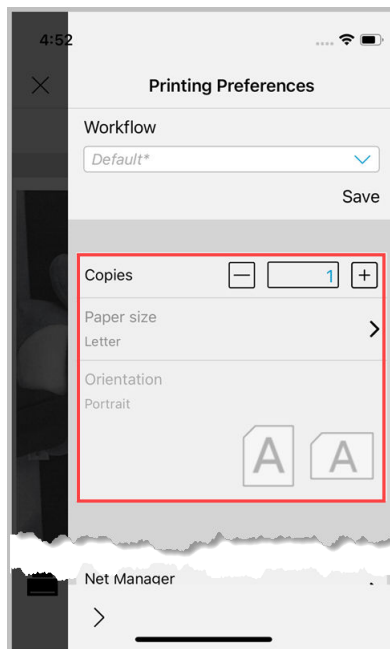 4:52
Printing Preferences
Workflow
Default*
Save
Copies
1
Paper size
Letter
Orientation
Portrait
A A
Net Manager